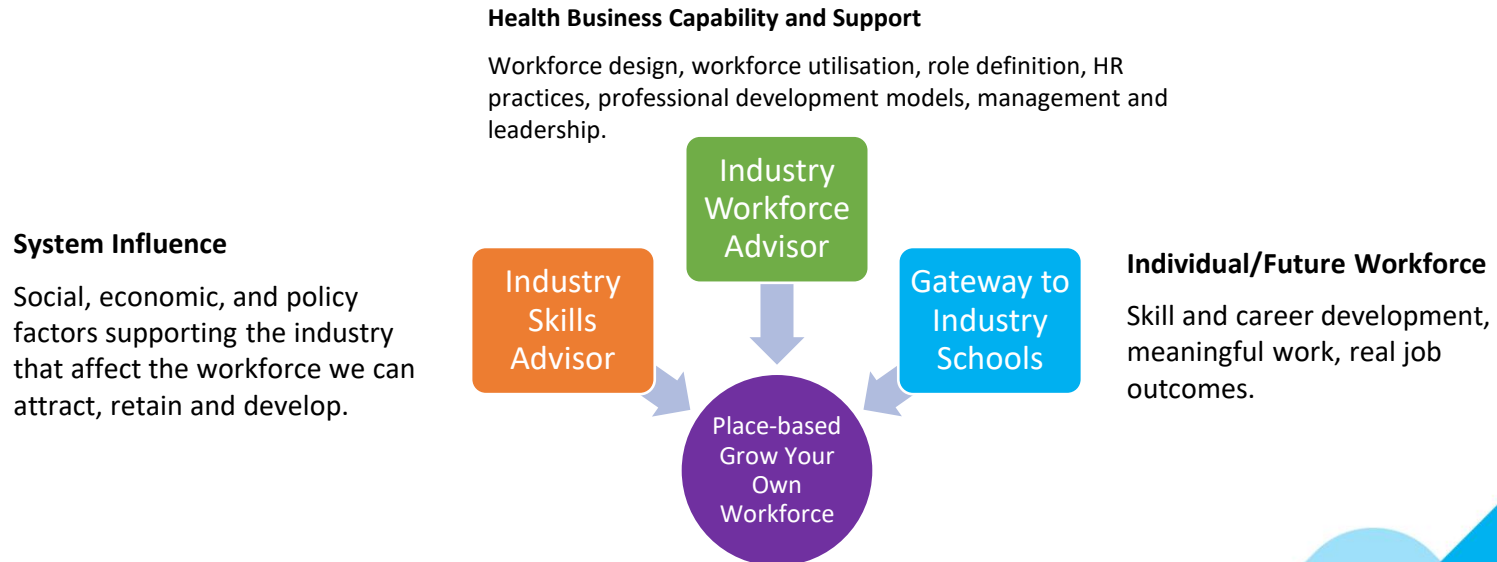 Health Business Capability and Support
Workforce design, workforce utilisation, role definition, HR
practices, professional development models, management and
leadership.
Industry
Workforce
Advisor
System Influence
Social, economic, and policy
factors supporting the industry
that affect the workforce we can
attract, retain and develop.
Industry
Skills
Advisor
Gateway to
Industry
Schools
Individual/Future Workforce
Skill and career development,
meaningful work, real job
outcomes.
Place-based
Grow Your
Own
Workforce